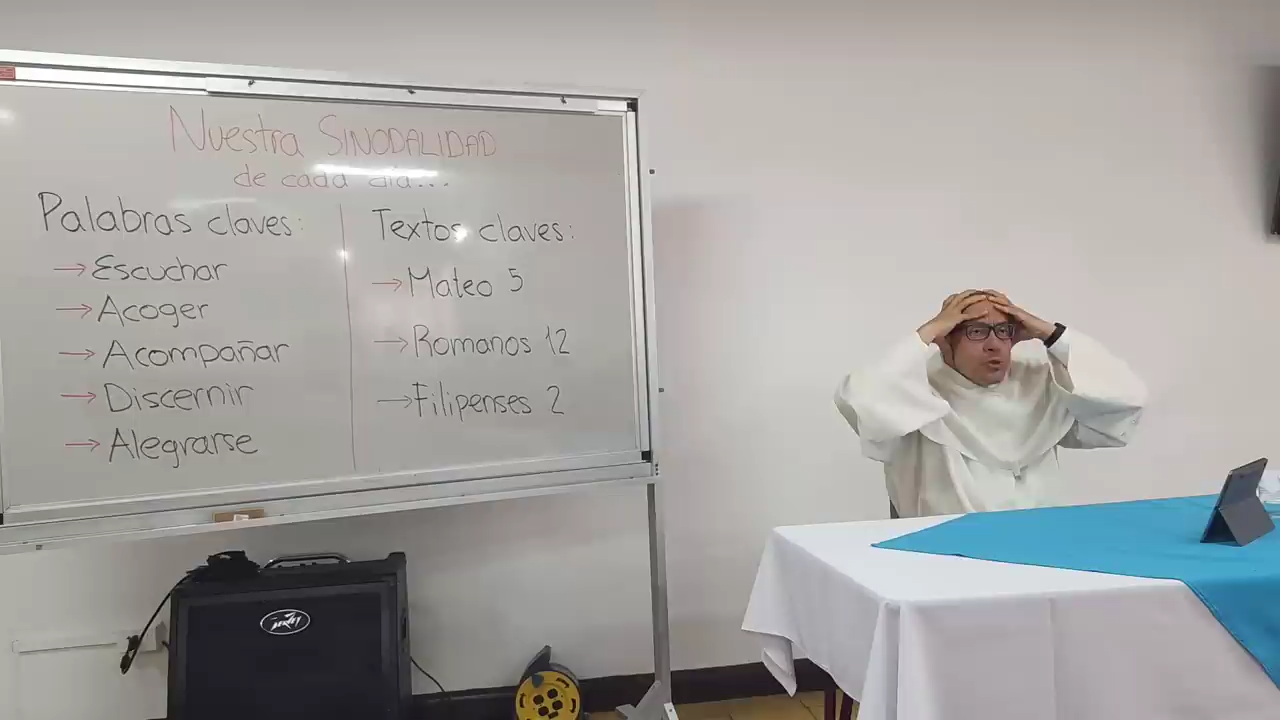 Nuestra SINODALIDAD
de cada día...
Palabras claves:
→Escuchar
→Acoger
→Acompañar
→Discernir
→Alegrarse
Textos claves:
→Mateo 5
→Romanos 12
→Filipenses 2